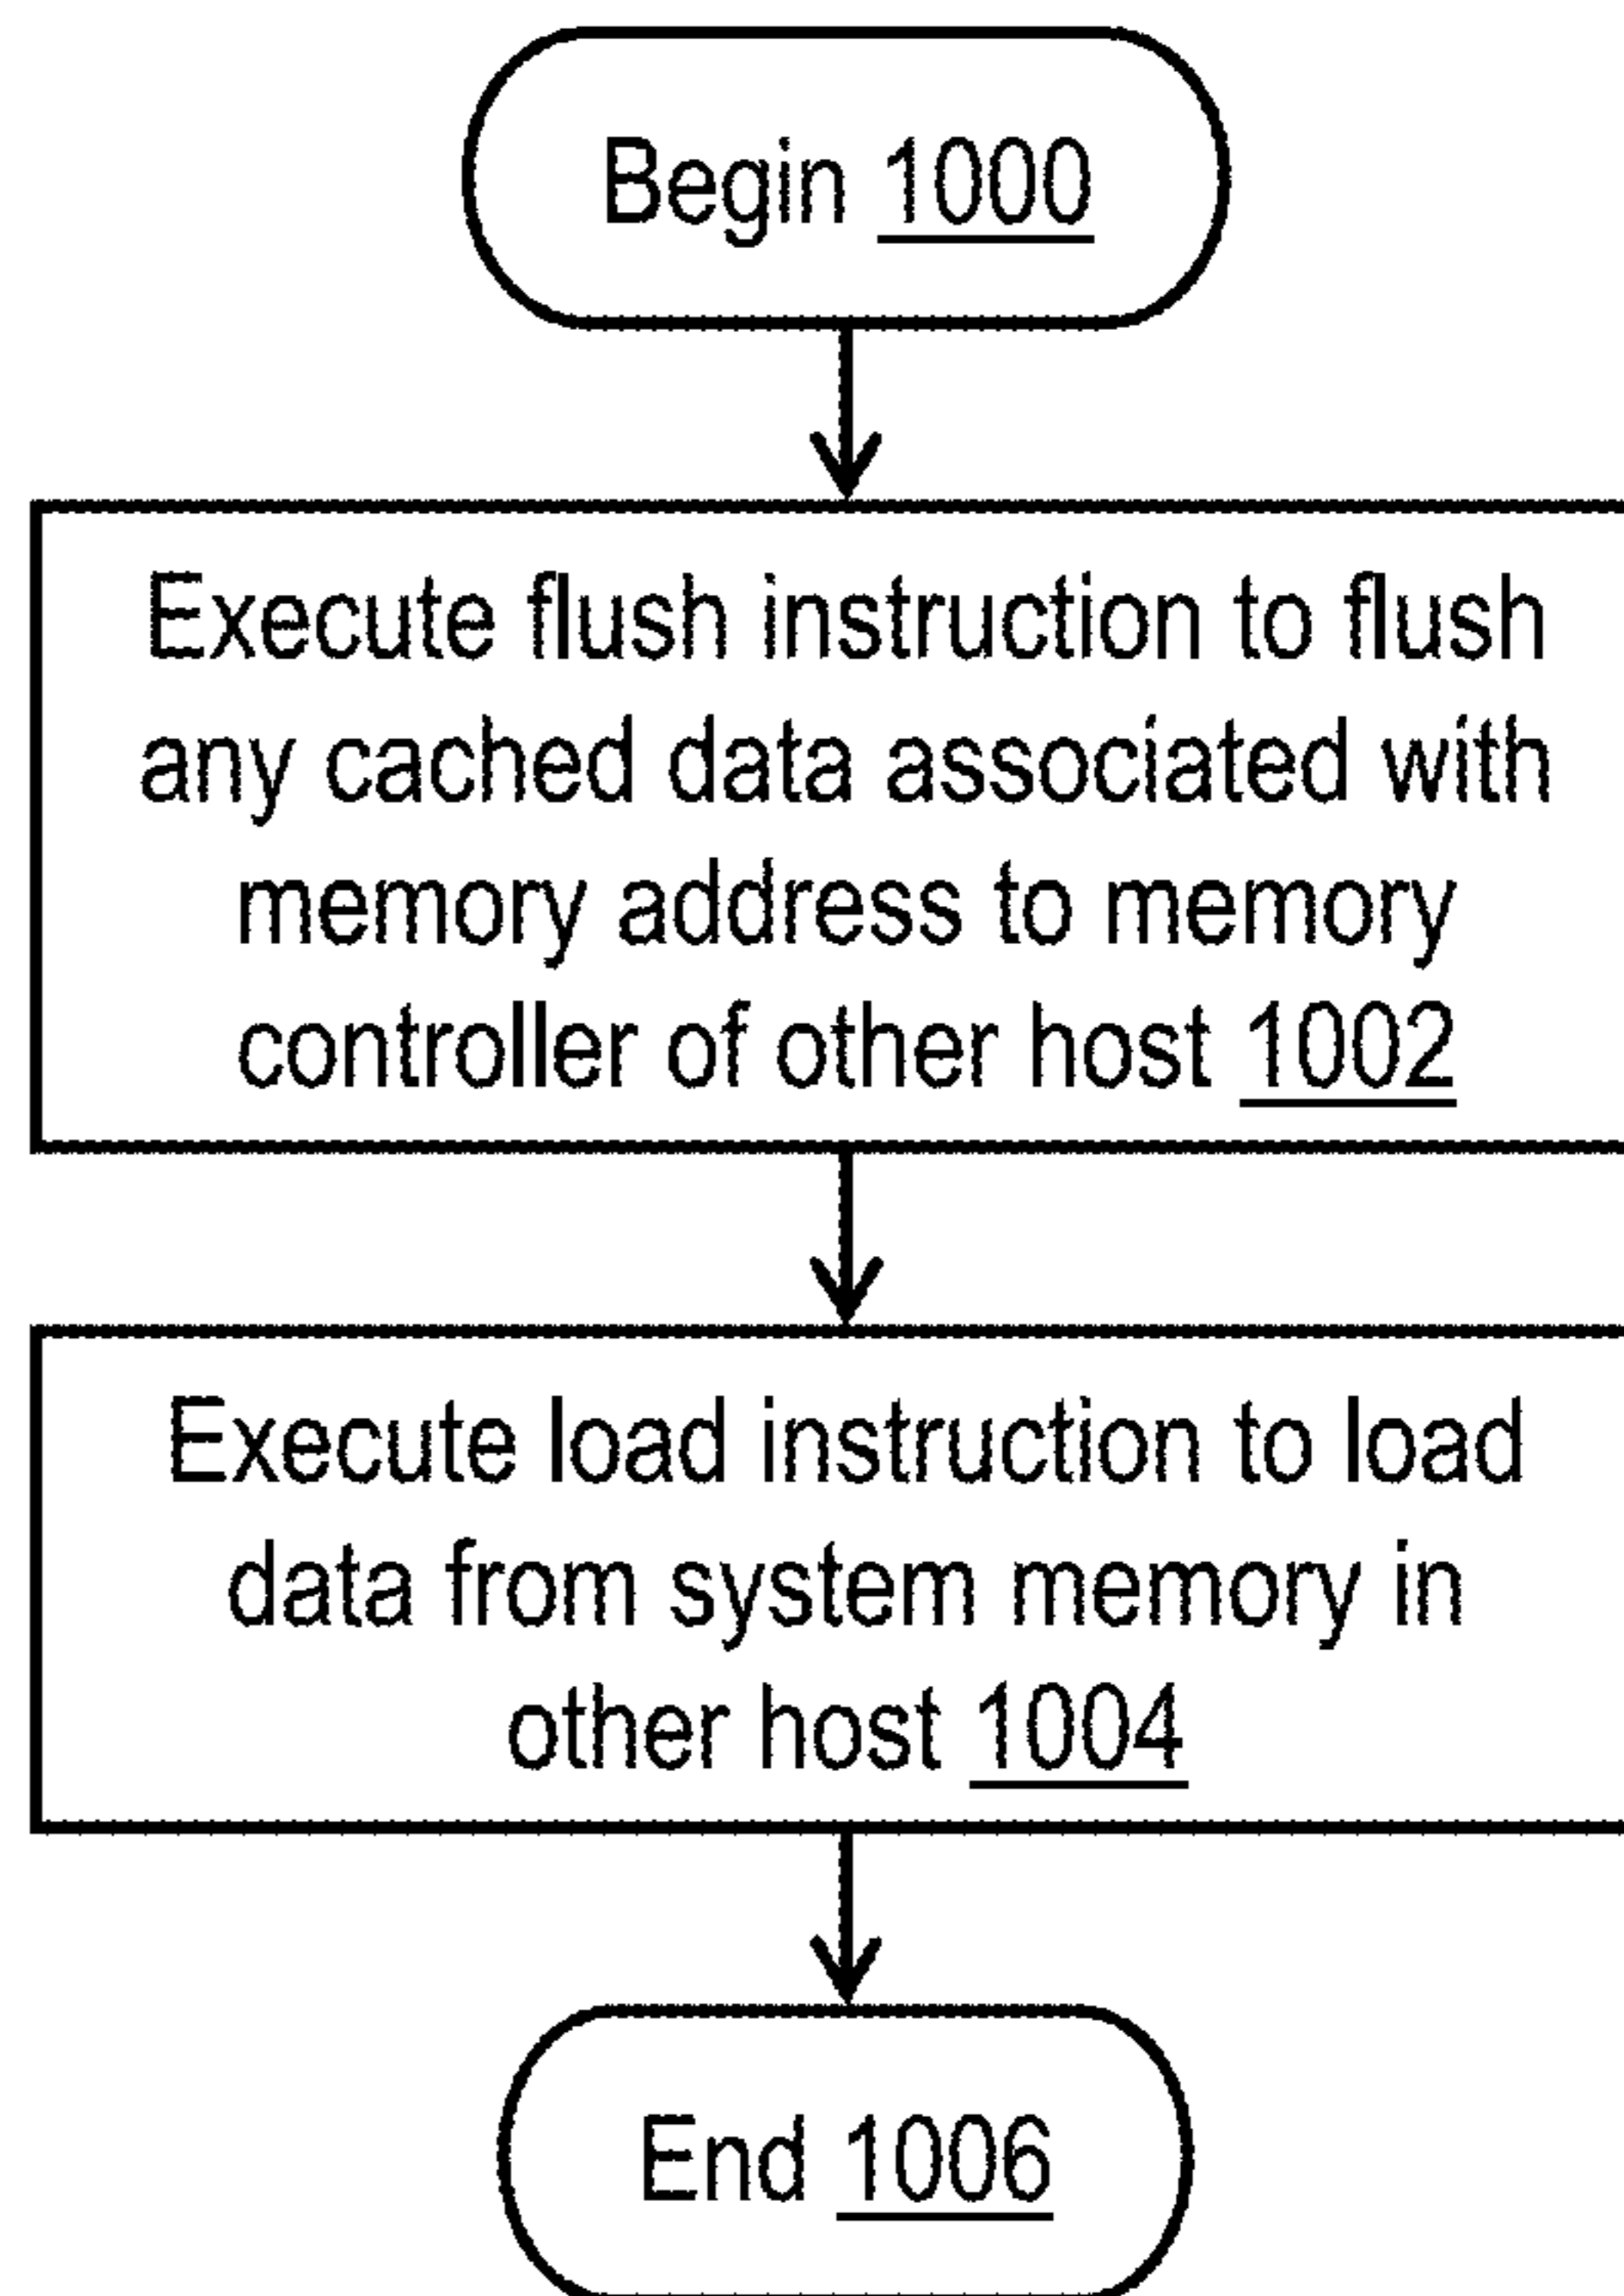 Begin 1000
Execute flush instruction to flush
any cached data associated with
memory address to memory
controller of other host 1002
Execute load instruction to load
data from system memory in
other host 1004
End 1006